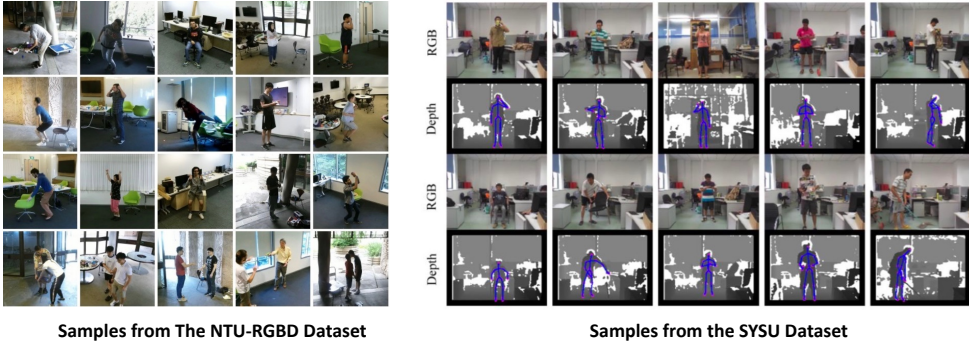 RGB
Depth
RGB
Depth
Samples from The NTU-RGBD Dataset
Samples from the SYSU Dataset